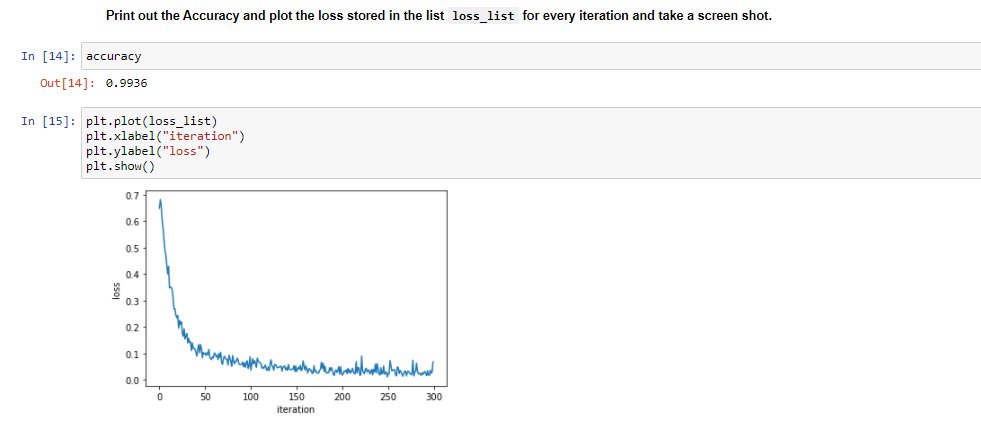 Print out the Accuracy and plot the loss stored in the list loss_list for every iteration and take a screen shot.
In [14]: accuracy
Out[14]: 0.9936
In [15]: plt.plot(loss_list)
plt.xlabel("iteration")
plt.ylabel("loss")
plt.show()
0.7
0.6
0.5
0.4
0.3
0.2
0.1
0.0
loss
0 50 100 150 200 250 300
iteration